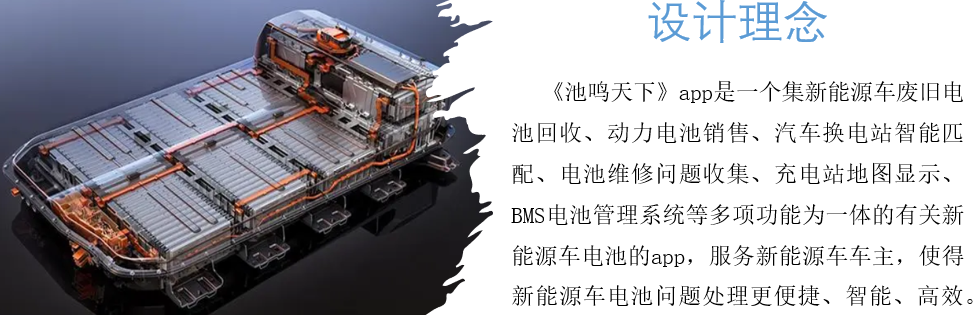 设计理念
《池鸣天下》app是一个集新能源车废旧电
池回收、动力电池销售、汽车换电站智能匹
配、电池维修问题收集、充电站地图显示、
BMS电池管理系统等多项功能为一体的有关新
能源车电池的app，服务新能源车车主，使得
新能源车电池问题处理更便捷、智能、高效。